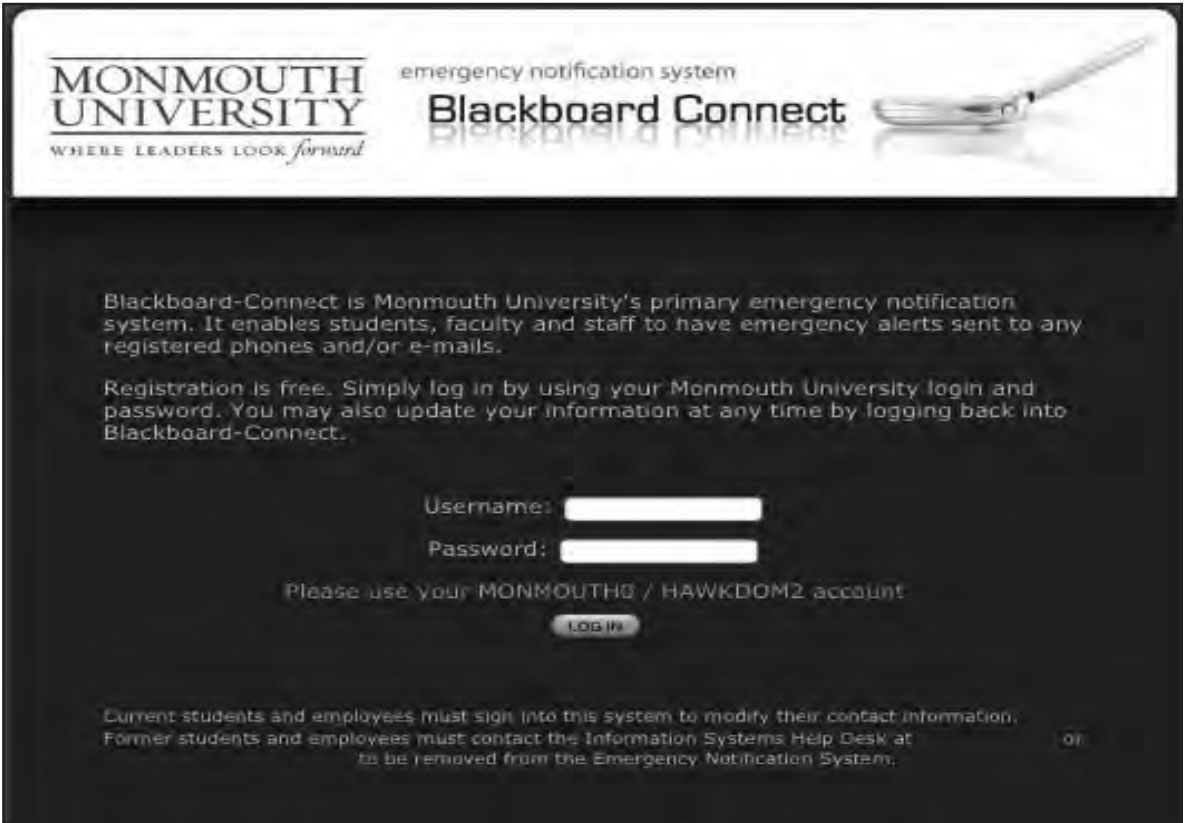 MONMOUTH
UNIVERSITY
WHERE LEADERS LOOK forward
emergency notification system
Blackboard Connect
Blackboard-Connect is Monmouth University's primary emergency notification
system. It enables students, faculty and staff to have emergency alerts sent to any
registered phones and/or e-mails.
Registration is free. Simply log in by using your Monmouth University login and
password. You may also update your information at any time by logging back into
Blackboard-Connect.
Username:
Password:
Please use your MONMOUTH0 / HAWKDOM2 account
LOG IN
Current students and employees must sign into this system to modify their contact information.
Former students and employees must contact the Information Systems Help Desk at or
to be removed from the Emergency Notification System.